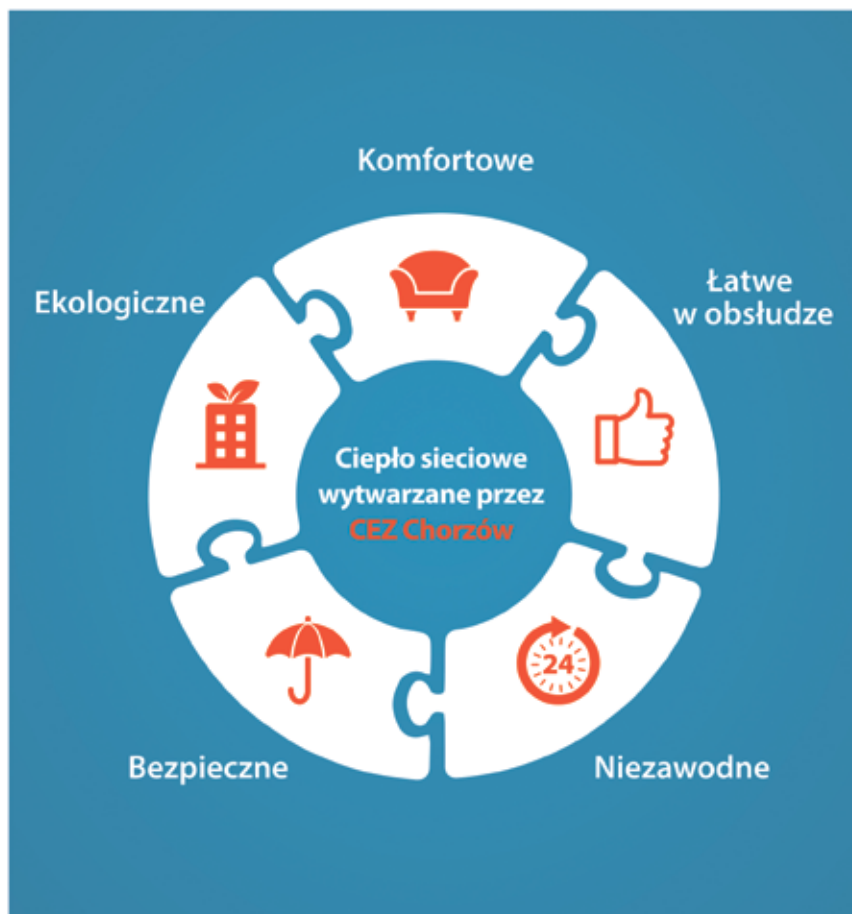 Komfortowe
Ekologiczne
Łatwe
w obsłudze
Ciepło sieciowe
wytwarzane przez
CEZ Chorzów
24
Bezpieczne
Niezawodne